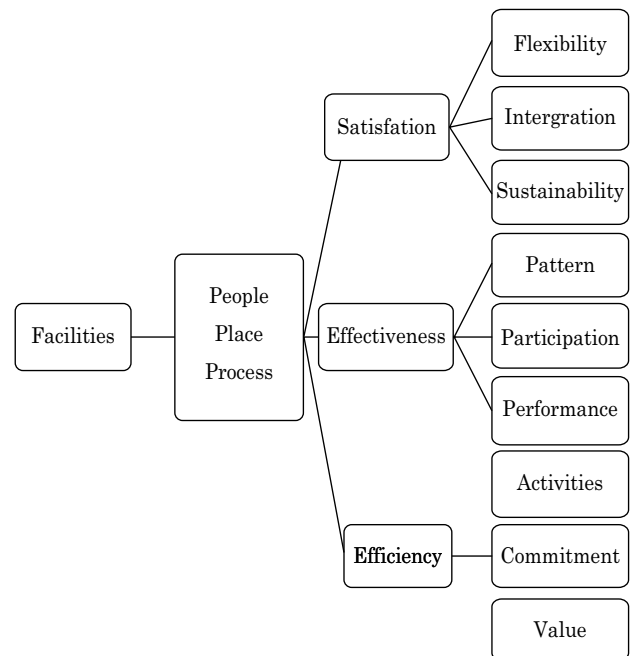 Facilities
People
Place
Process
Satisfation
Effectiveness
Efficiency
Flexibility
Intergration
Sustainability
Pattern
Participation
Performance
Activities
Commitment
Value